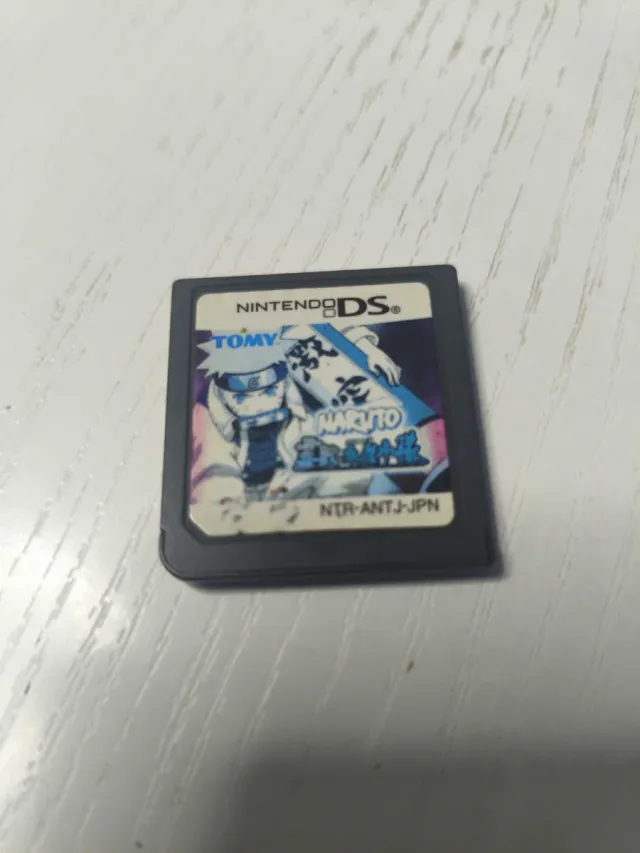 NINTENDO DS®
TOMY
NARUTO
NTR-ANTJ-JPN